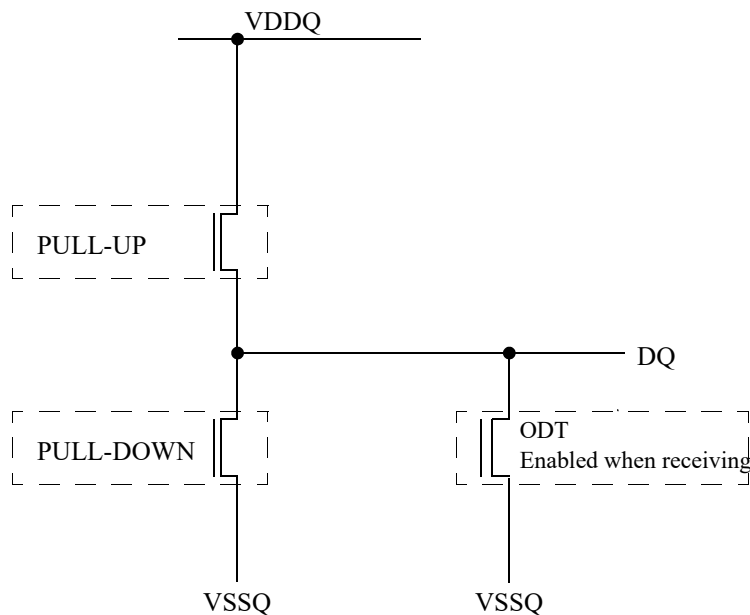 VDDQ
PULL-UP
DQ
PULL-DOWN
ODT
Enabled when receiving
VSSQ
VSSQ